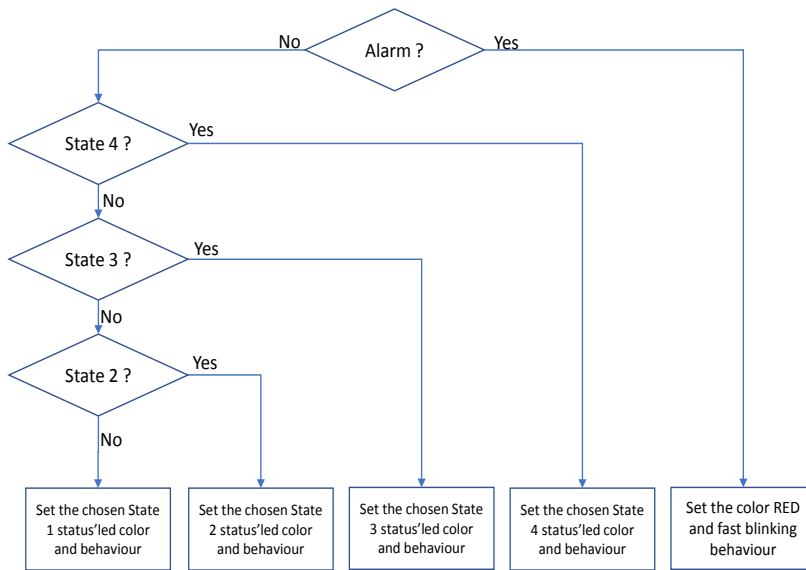 No
Alarm ?
Yes
State 4 ?
Yes
No
State 3 ?
Yes
No
State 2 ?
Yes
No
Set the chosen State
1 status'led color
and behaviour
Set the chosen State
2 status'led color
and behaviour
Set the chosen State
3 status'led color
and behaviour
Set the chosen State
4 status'led color
and behaviour
Set the color RED
and fast blinking
behaviour